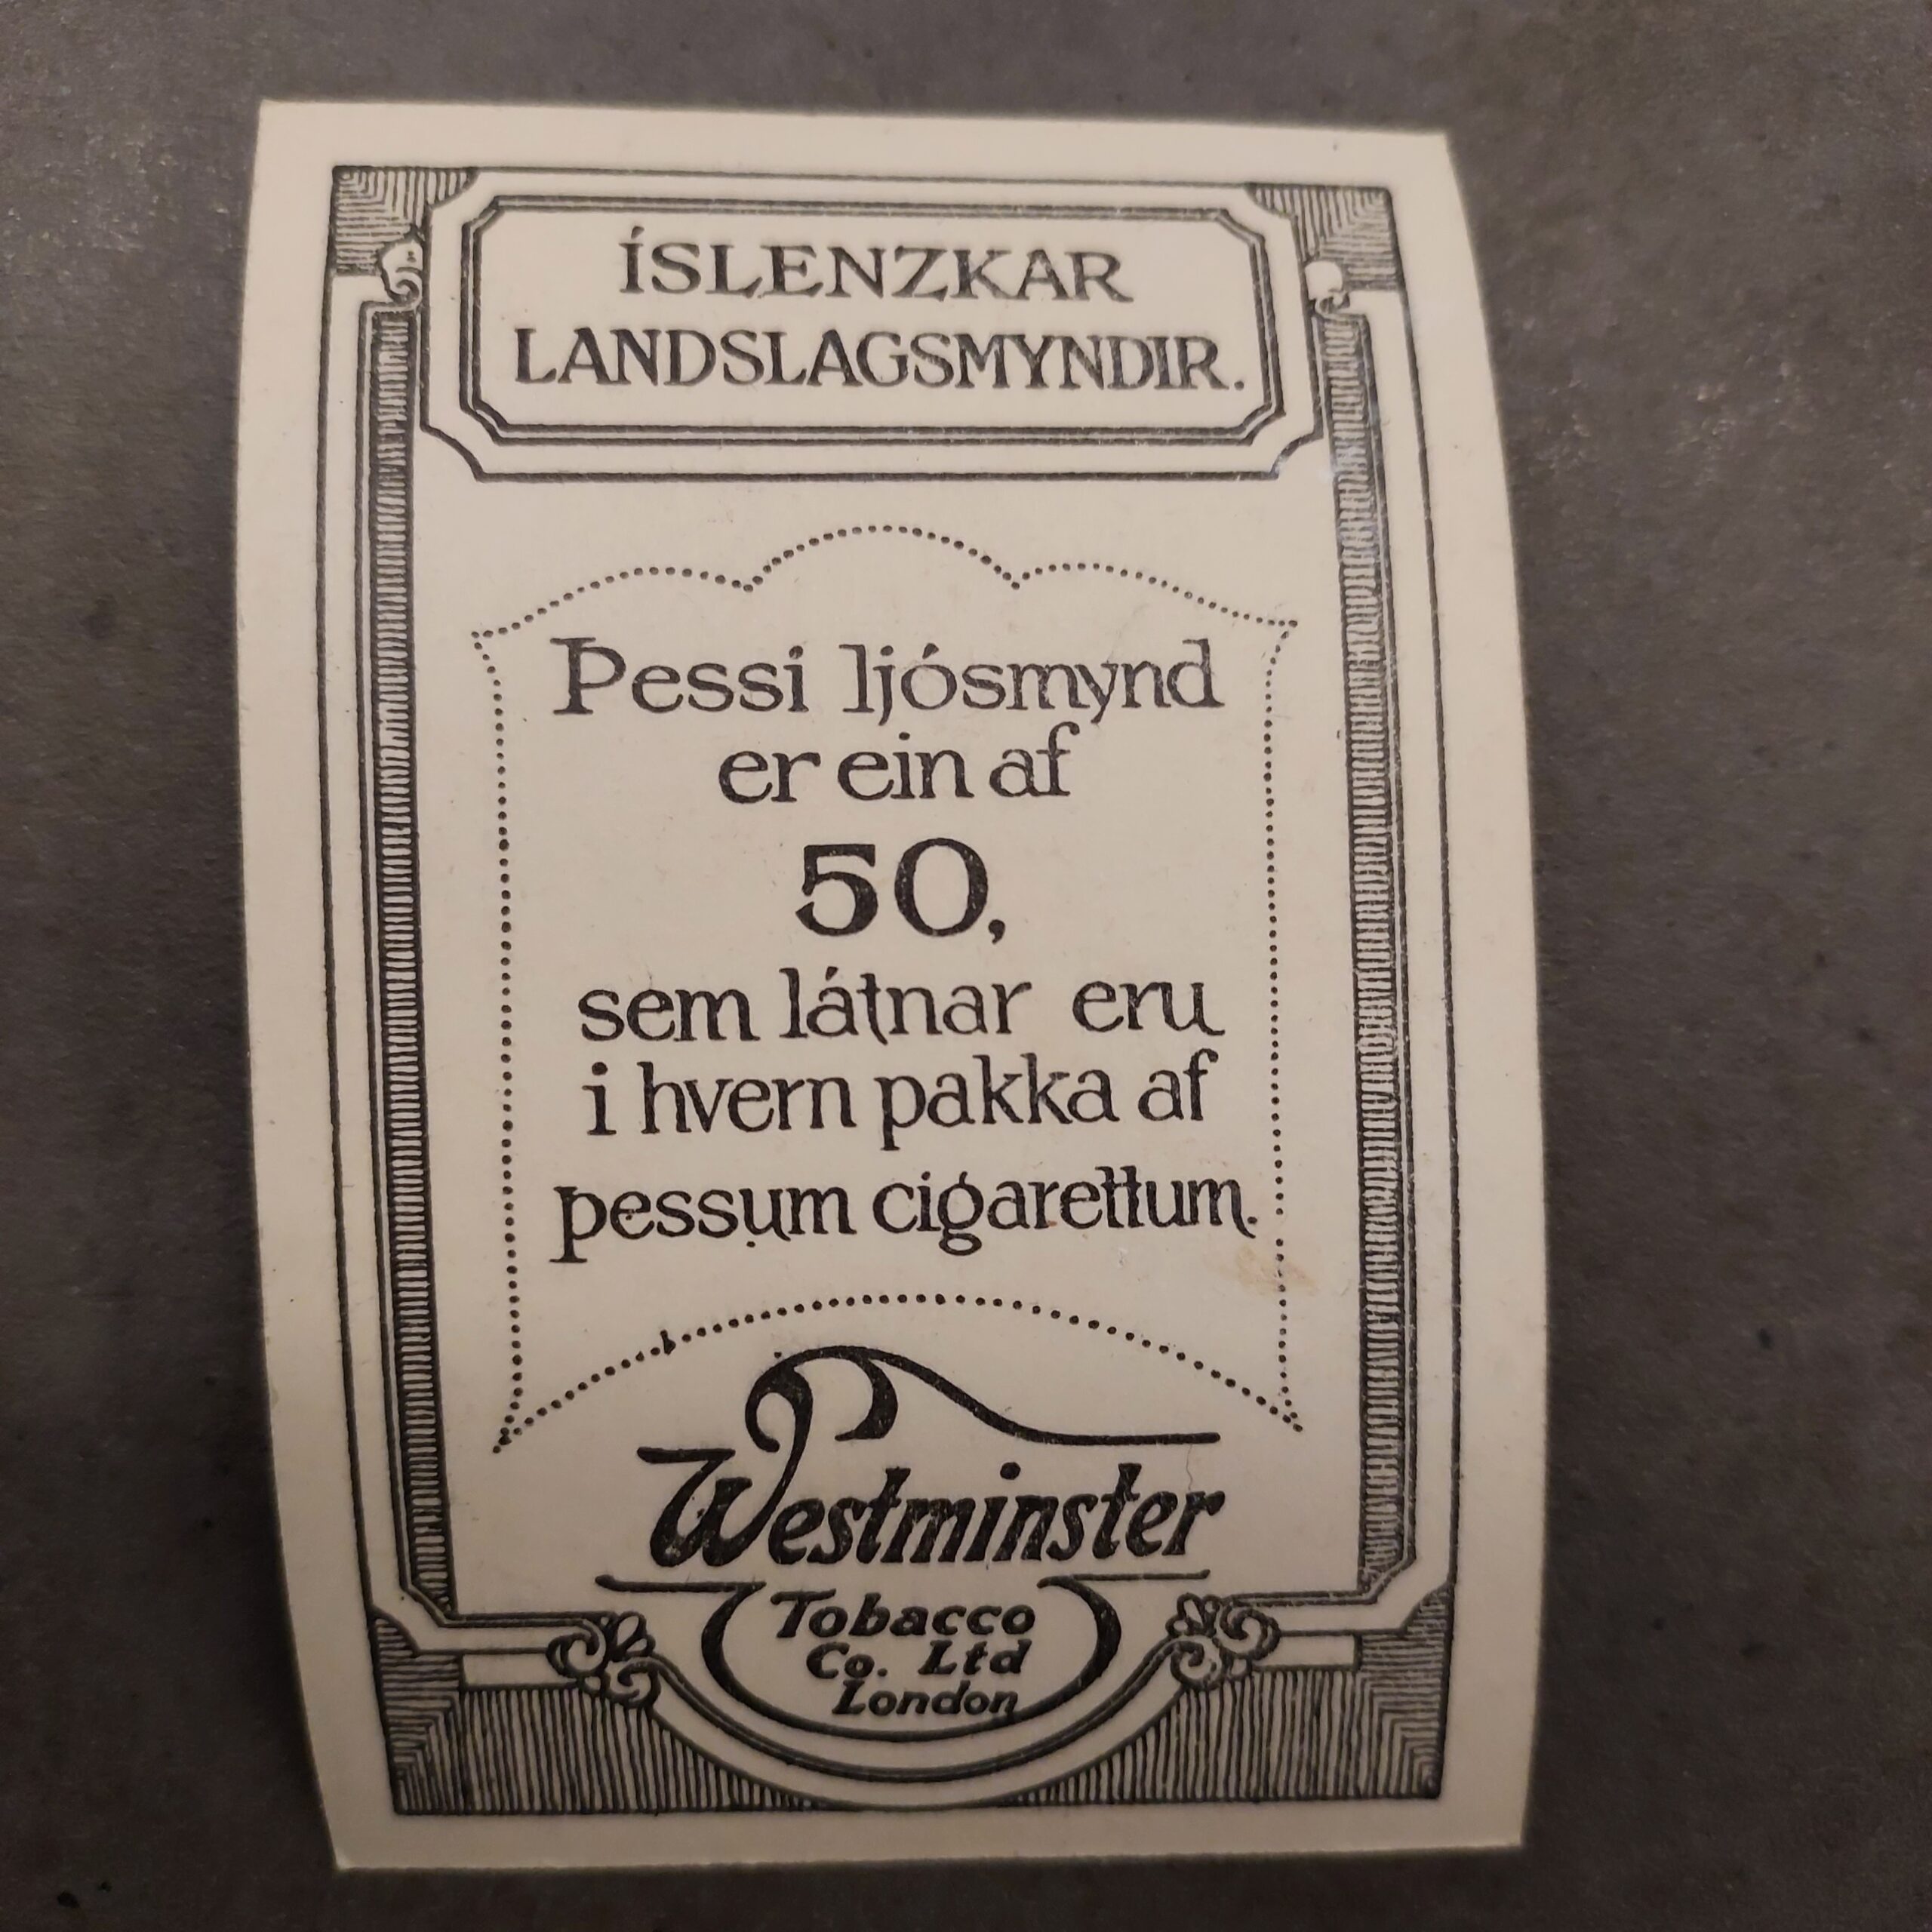 ÍSLENZKAR
LANDSLAGSMYNDIR.
Þessi ljósmynd
er ein af
50,
sem látnar eru
i hvern pakka af
þessum cigarettum.
Westminster
Tobacco
Co. Ltd
London